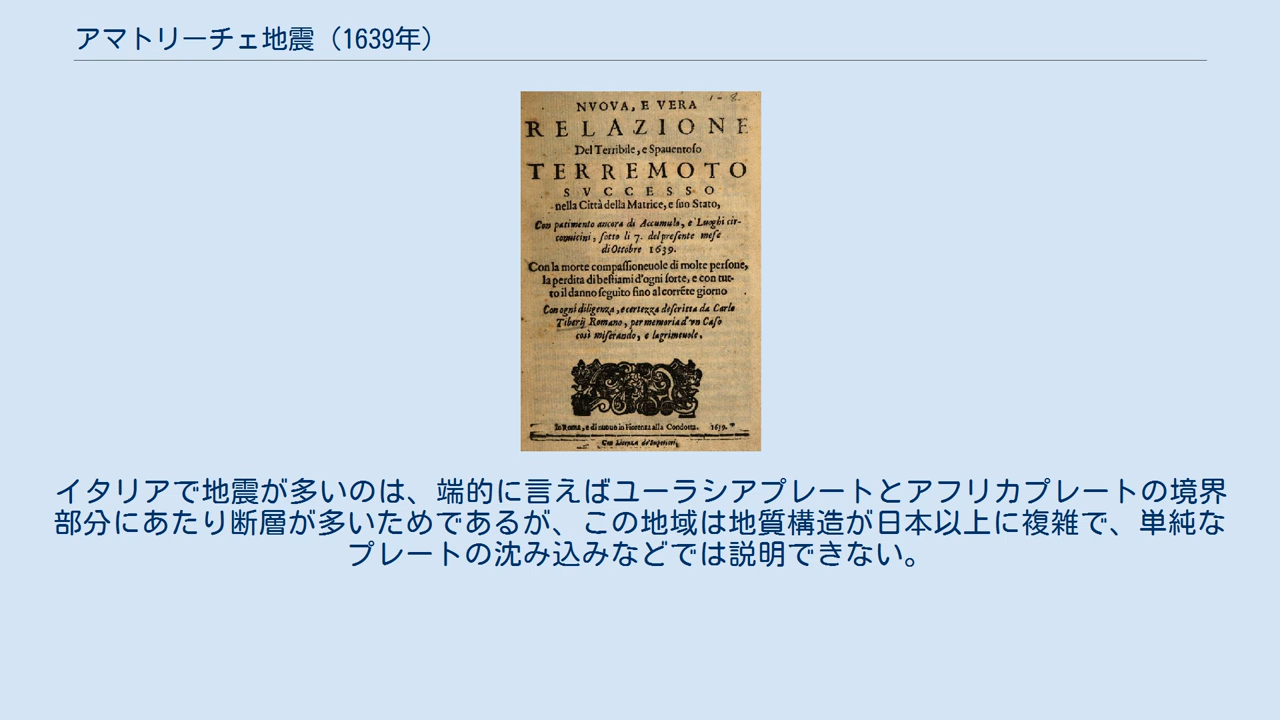 アマトリーチェ地震（1639年）
1-8
NVOVA, E VERA
RELAZIONE
Del Terribile, e Spauentoſo
TERREMOTO
SVCCESSO
nella Città della Matrice, e ſuo Stato,
Con patimento ancora di Accumulo, e Luoghi cir-
conuicini, ſotto li 7. del preſente meſe
di Ottobre 1639.
Con la morte compaſſioneuole di molte perſone,
la perdita di beſtiami d'ogni ſorte, e con tut-
to il danno ſeguito fino al corrẽte giorno
Con ogni diligenza, e certezza deſcritta da Carlo
Tiberij Romano, per memoria d'vn Caſo
così miſerando, e lagrimeuole.
In Roma, e di nuouo in Fiorenza alla Condotta. 1639.
Con Licenza de' Superiori,
イタリアで地震が多いのは、端的に言えばユーラシアプレートとアフリカプレートの境界
部分にあたり断層が多いためであるが、この地域は地質構造が日本以上に複雑で、単純な
プレートの沈み込みなどでは説明できない。